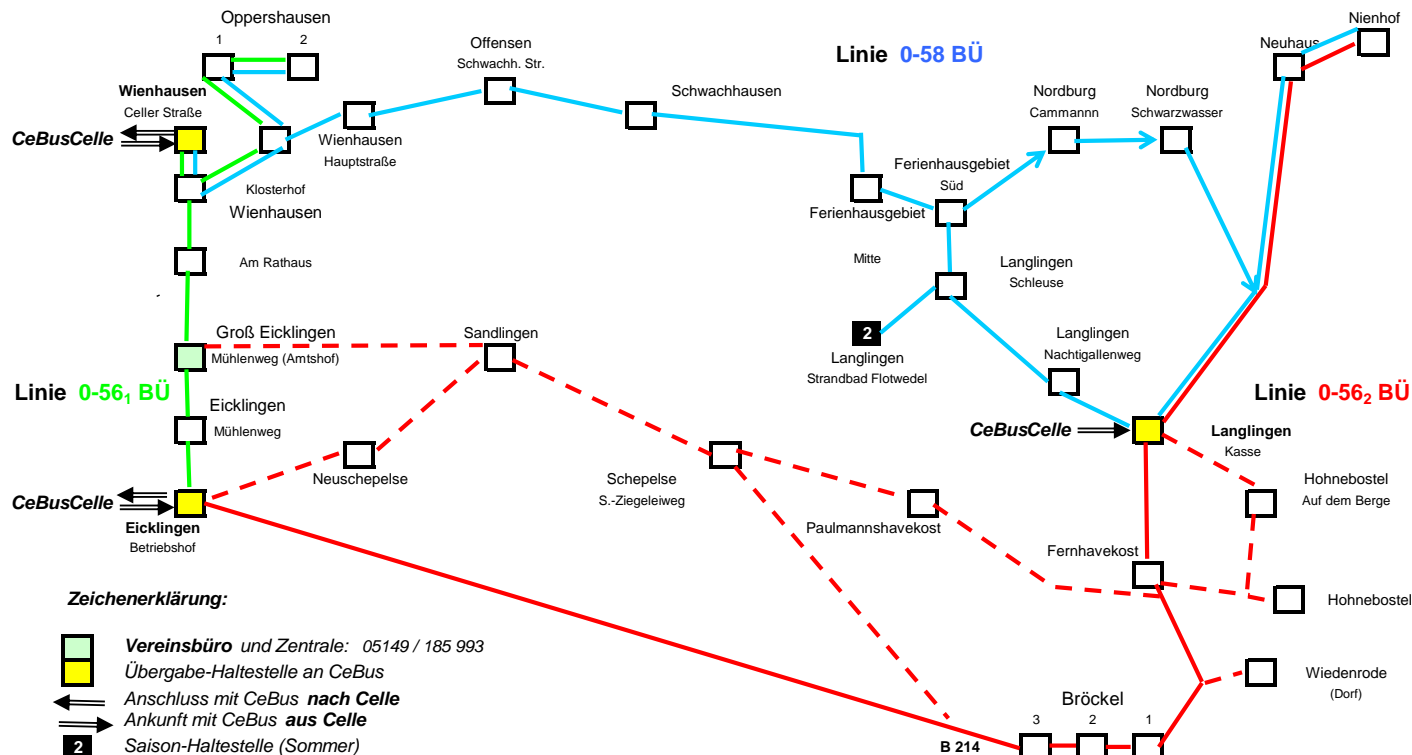 Oppershausen
1 2
Wienhausen
Celler Straße
CeBusCelle
Offensen
Schwachh. Str.
Schwachhausen
Wienhausen
Hauptstraße
Klosterhof
Wienhausen
Am Rathaus
Linie 0-58 BÜ
Nienhof
Neuhaus
Nordburg
Cammannn
Nordburg
Schwarzwasser
Ferienhausgebiet
Süd
Ferienhausgebiet
Mitte
Langlingen
Schleuse
2
Langlingen
Strandbad Flotwedel
Langlingen
Nachtigallenweg
Groß Eicklingen
Mühlenweg (Amtshof)
Sandlingen
Linie 0-56₁ BÜ
Eicklingen
Mühlenweg
Linie 0-56₂ BÜ
CeBusCelle
Langlingen
Kasse
Neuschepelse
Schepelse
S.-Ziegeleiweg
Hohnebostel
Auf dem Berge
CeBusCelle
Eicklingen
Betriebshof
Paulmannshavekost
Fernhavekost
Hohnebostel
Wiedenrode
(Dorf)
Bröckel
3 2 1
B 214
Zeichenerklärung:
Vereinsbüro und Zentrale: 05149 / 185 993
Übergabe-Haltestelle an CeBus
Anschluss mit CeBus nach Celle
Ankunft mit CeBus aus Celle
2 Saison-Haltestelle (Sommer)